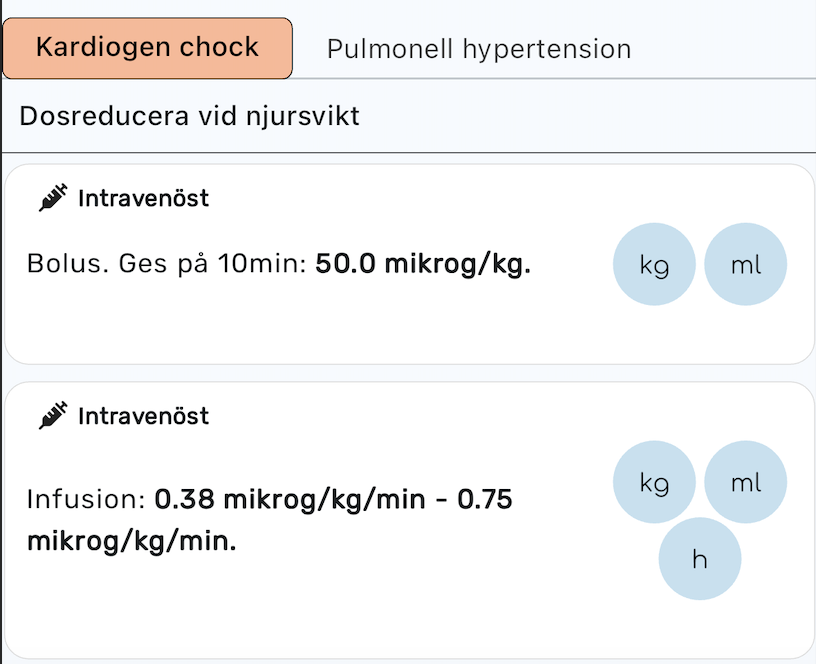 Kardiogen chock
Pulmonell hypertension
Dosreducera vid njursvikt
Intravenöst
Bolus. Ges på 10min: 50.0 mikrog/kg.
kg
ml
Intravenöst
Infusion: 0.38 mikrog/kg/min - 0.75
mikrog/kg/min.
kg
ml
h